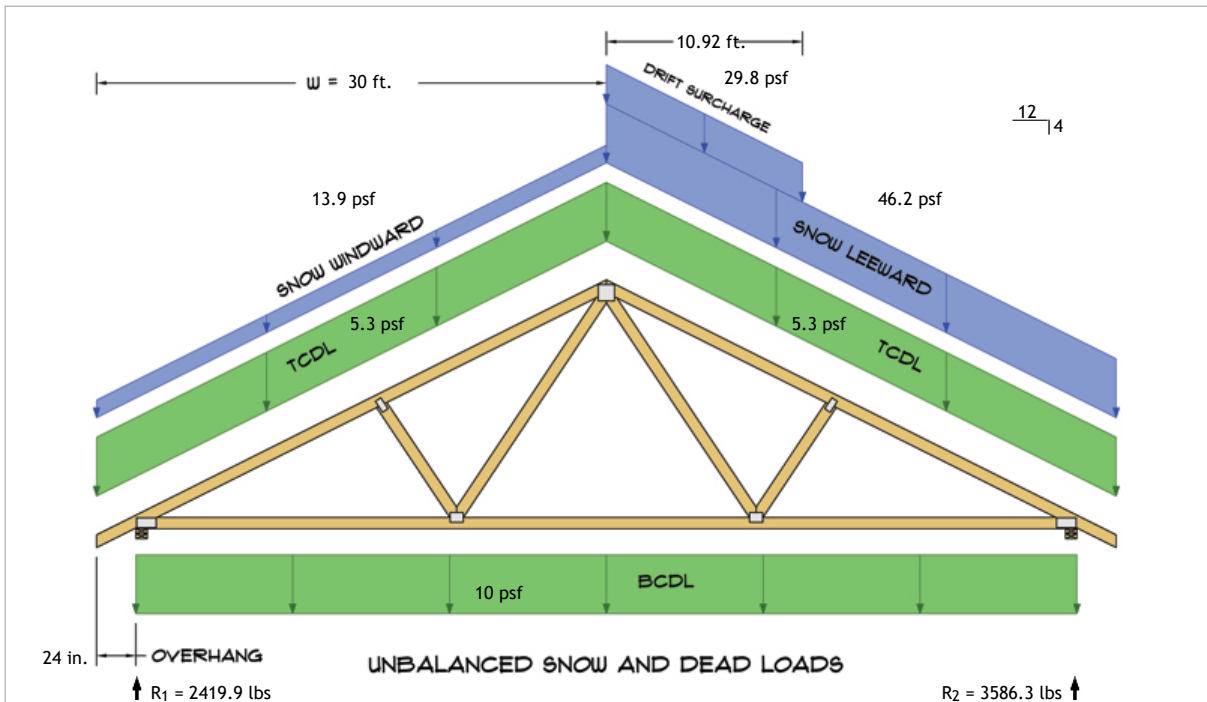 10.92 ft.
DRIFT SURCHARGE
29.8 psf
W = 30 ft.
12
4
13.9 psf
46.2 psf
SNOW WINDWARD
SNOW LEEWARD
5.3 psf
5.3 psf
TCDL
TCDL
10 psf
BCDL
24 in.
OVERHANG
UNBALANCED SNOW AND DEAD LOADS
R1 = 2419.9 lbs
R2 = 3586.3 lbs